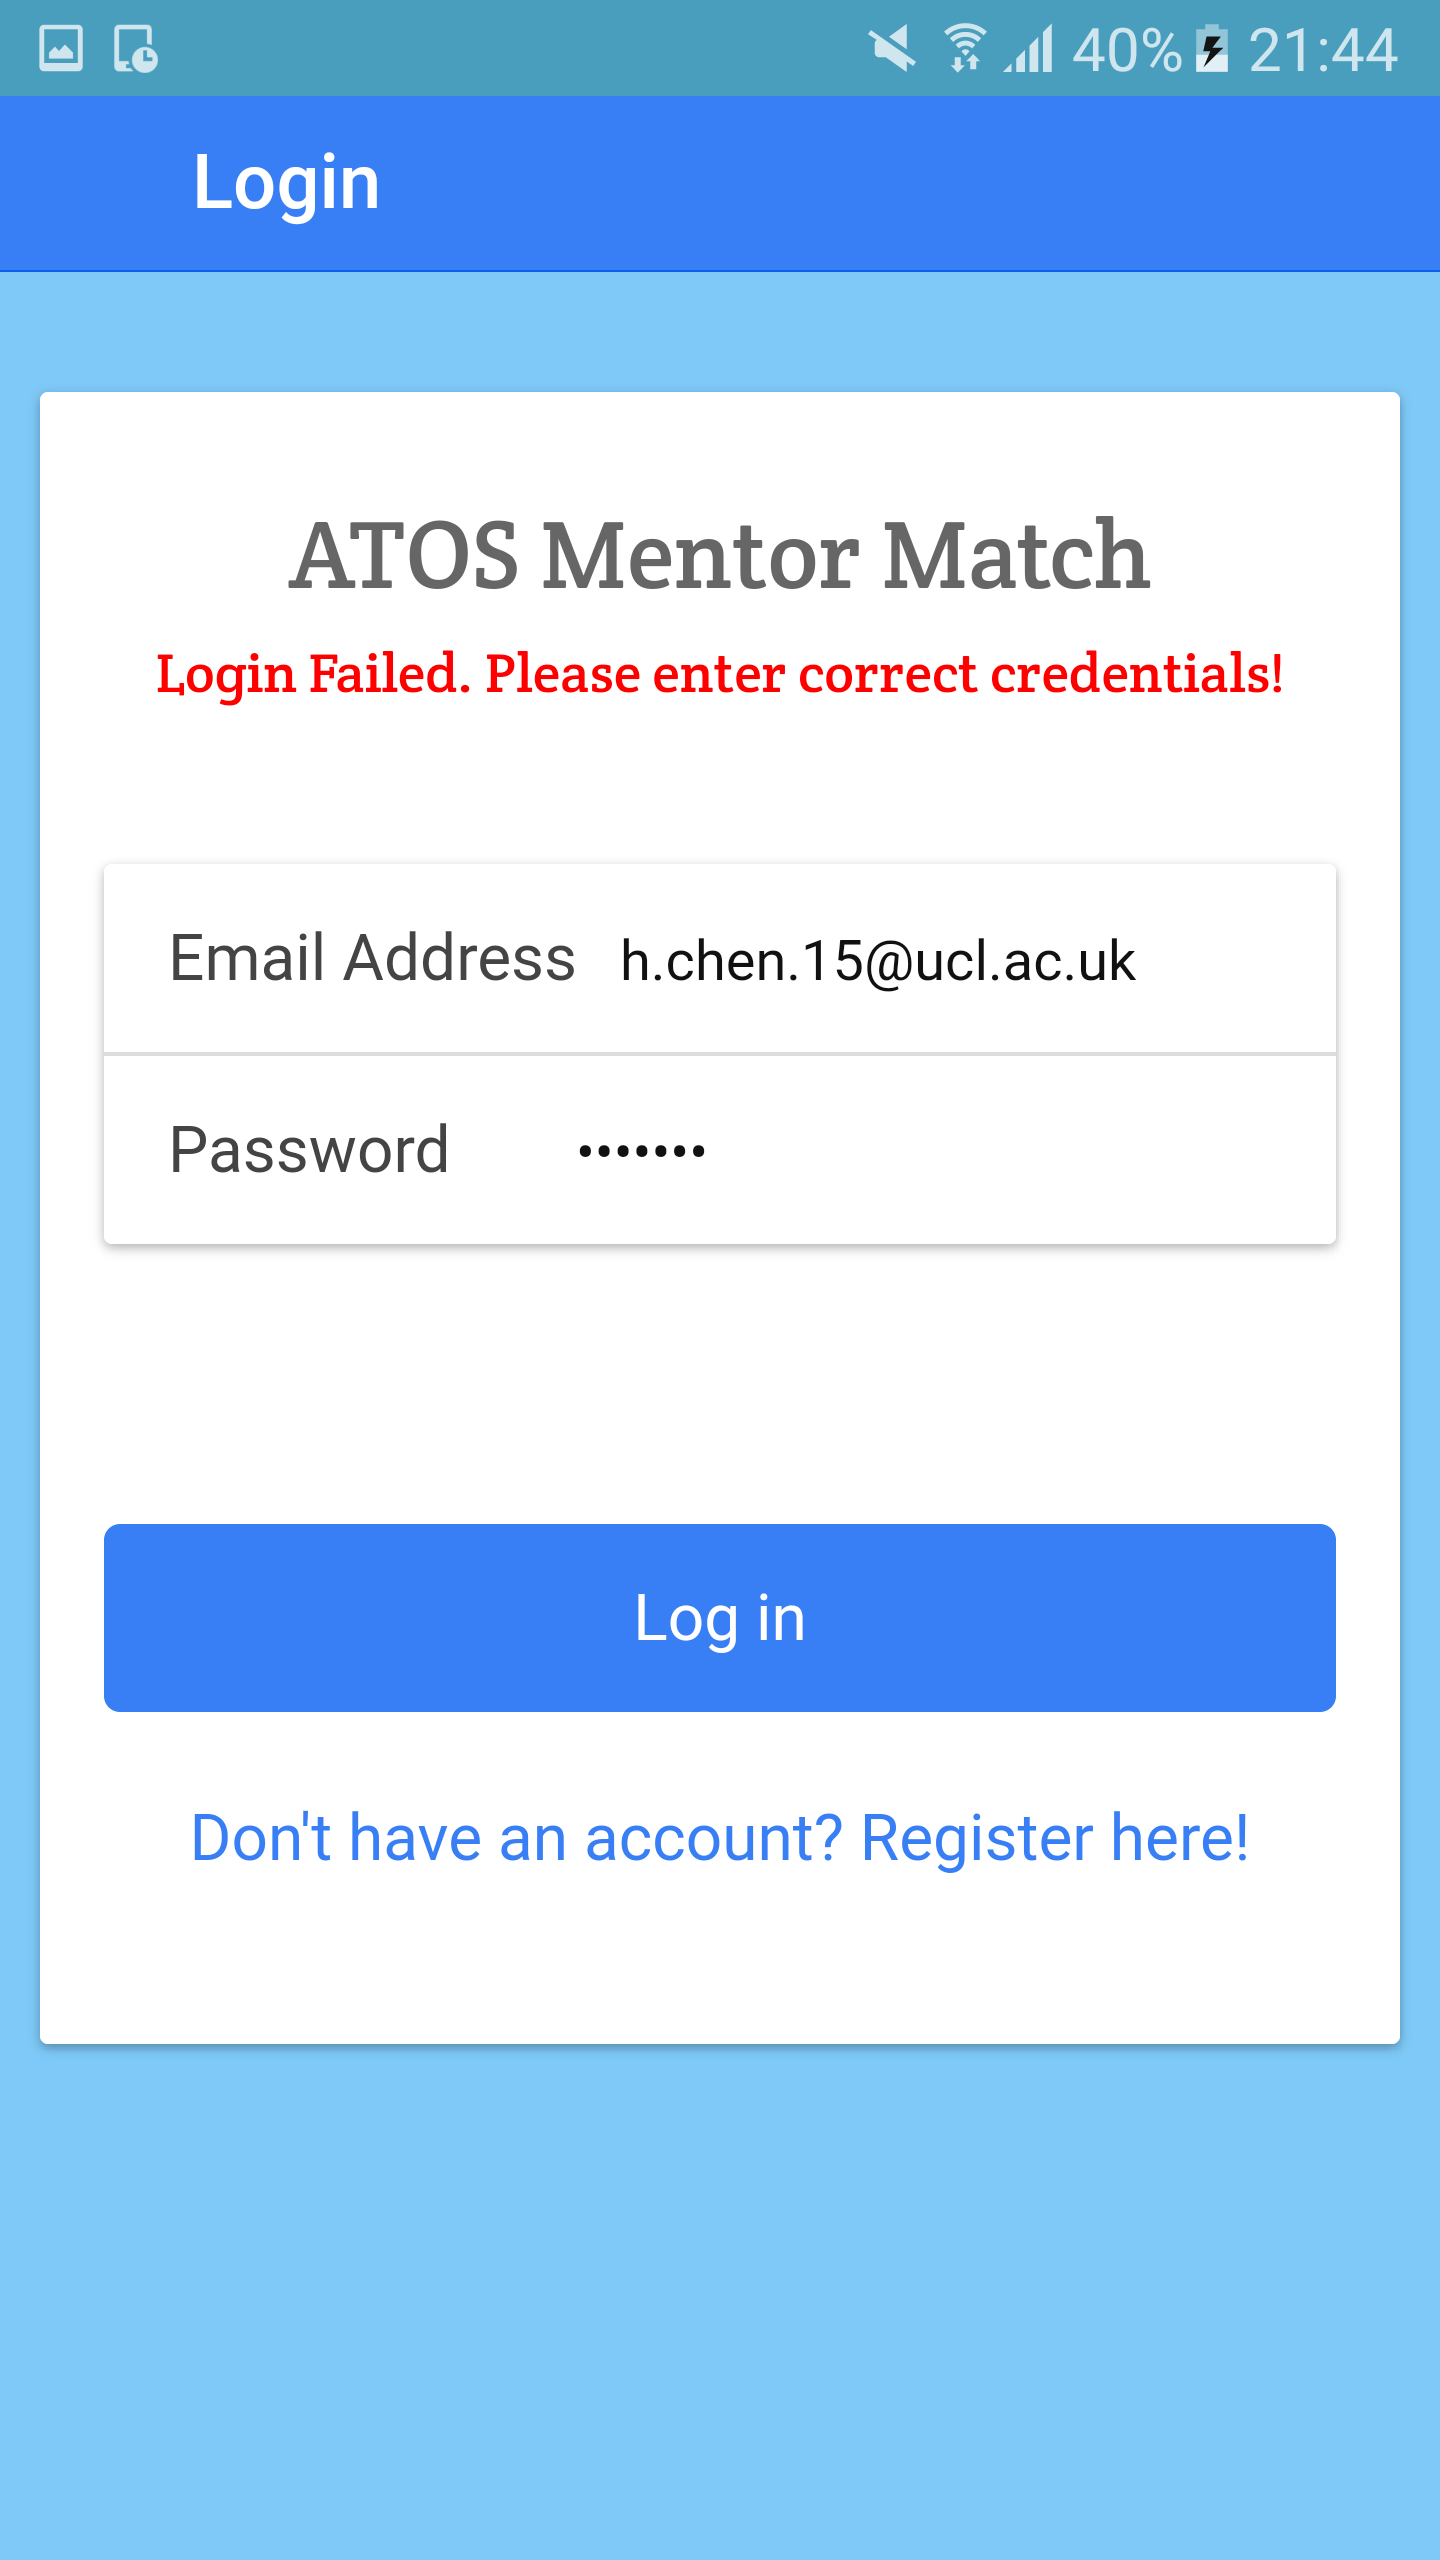 40% 21:44
Login
ATOS Mentor Match
Login Failed. Please enter correct credentials!
Email Address h.chen.15@ucl.ac.uk
Password •••••••
Log in
Don't have an account? Register here!